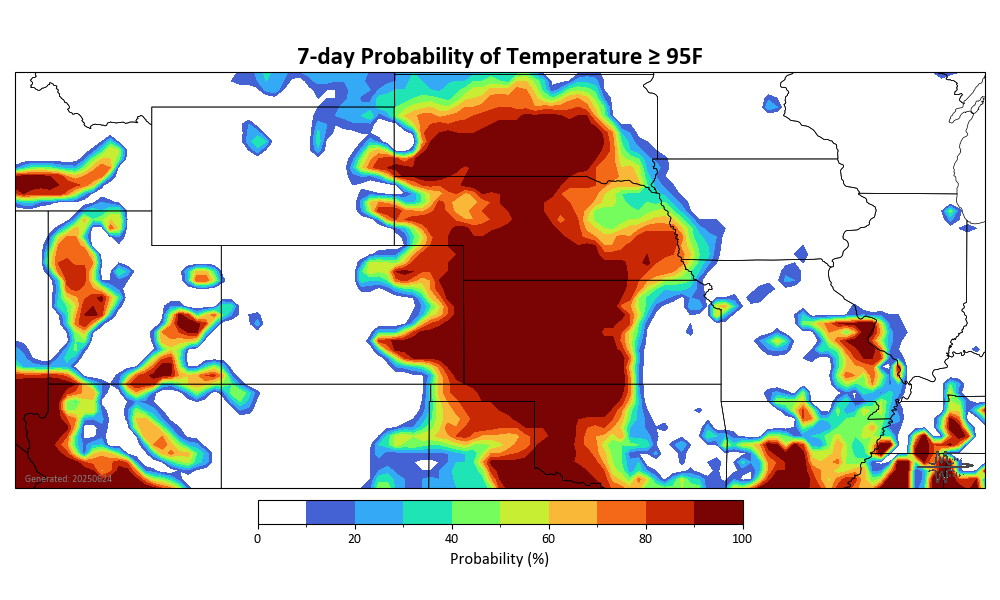 7-day Probability of Temperature ≥ 95F
Generated: 20250624
0 20 40 60 80 100
Probability (%)